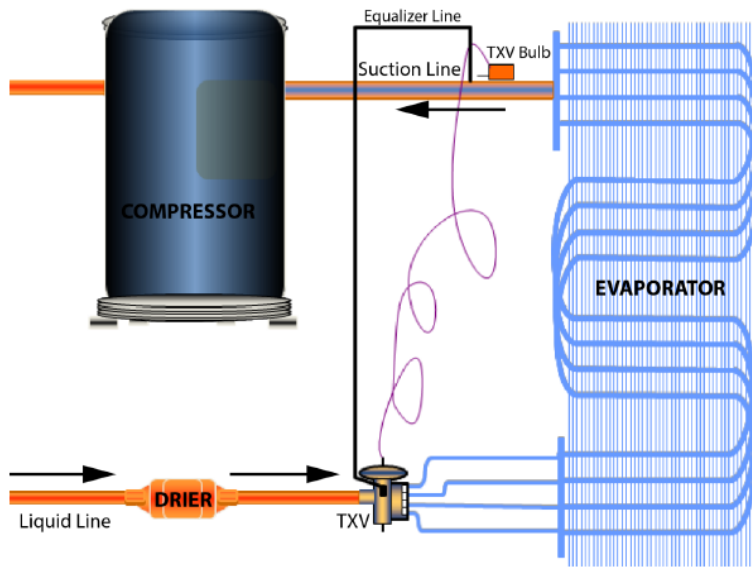 Equalizer Line
TXV Bulb
Suction Line
COMPRESSOR
EVAPORATOR
DRIER
Liquid Line
TXV